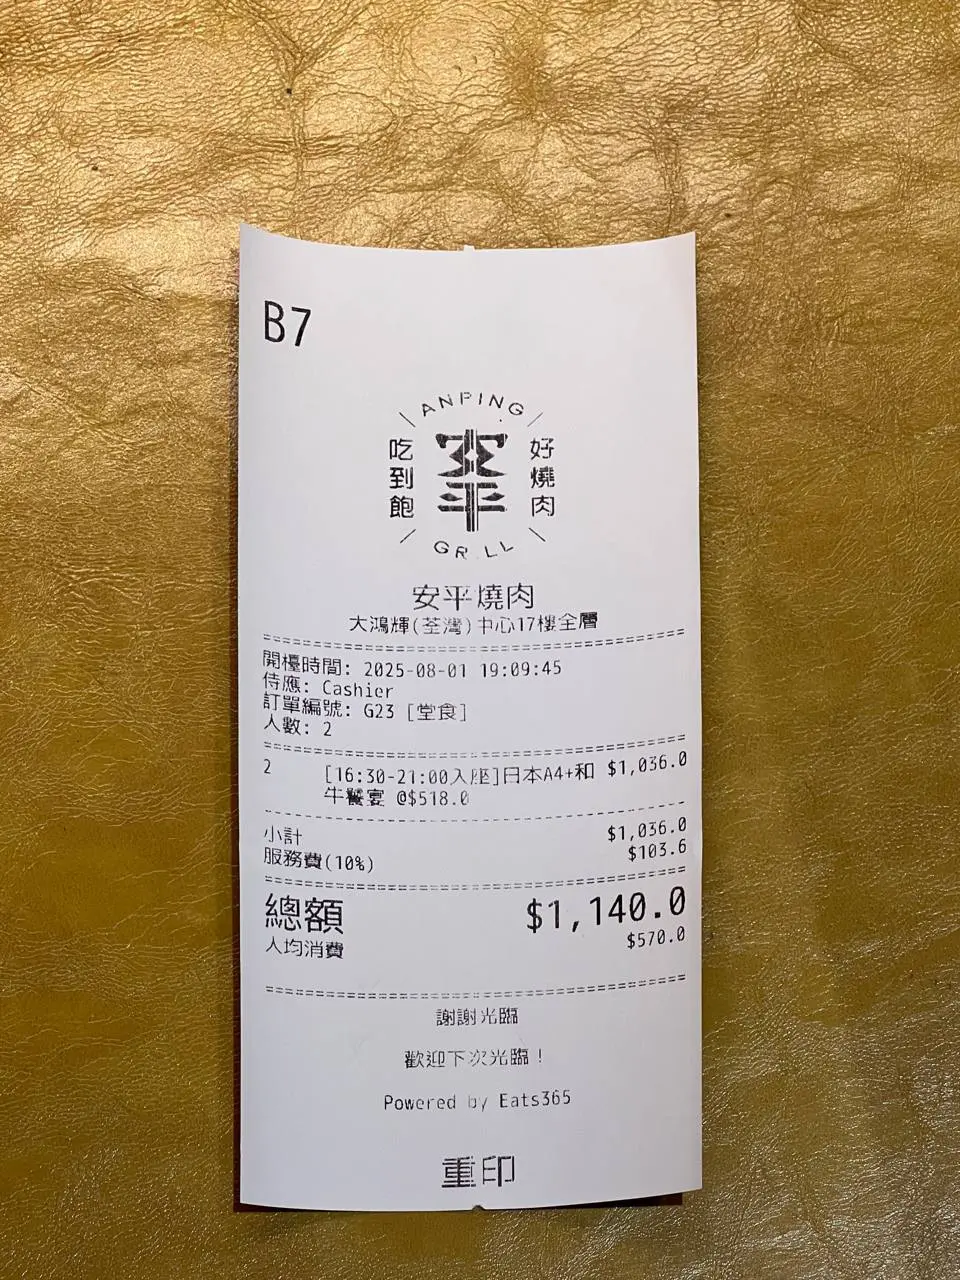 B7
ANPING
吃到飽
安平
好燒肉
GRILL
安平燒肉
大鴻輝(荃灣)中心17樓全層
開檯時間: 2025-08-01 19:09:45
侍應: Cashier
訂單編號: G23 [堂食]
人數: 2
2 [16:30-21:00入座]日本A4+和 $1,036.0
牛饗宴 @$518.0
小計 $1,036.0
服務費(10%) $103.6
總額 $1,140.0
人均消費 $570.0
謝謝光臨
歡迎下次光臨!
Powered by Eats365
重印